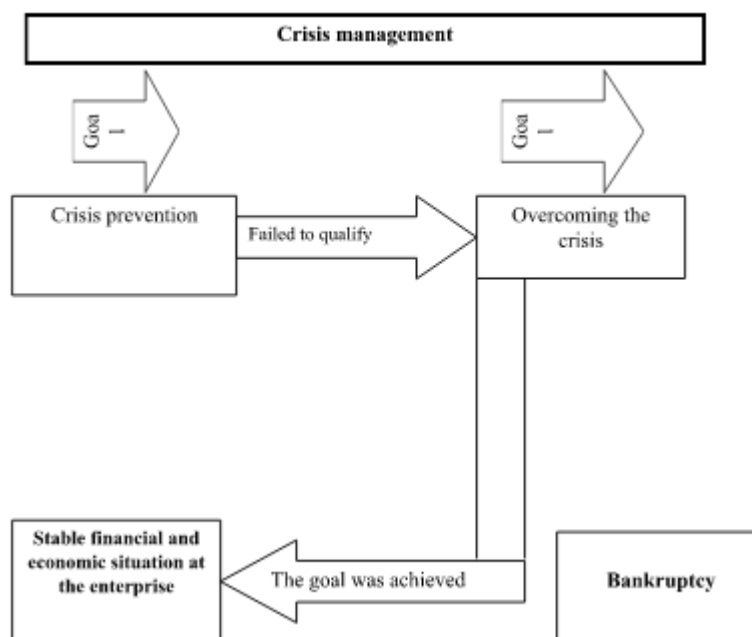 Crisis management
Goa
l
Goa
l
Crisis prevention
Failed to qualify
Overcoming the
crisis
Stable financial and
economic situation at
the enterprise
The goal was achieved
Bankruptcy